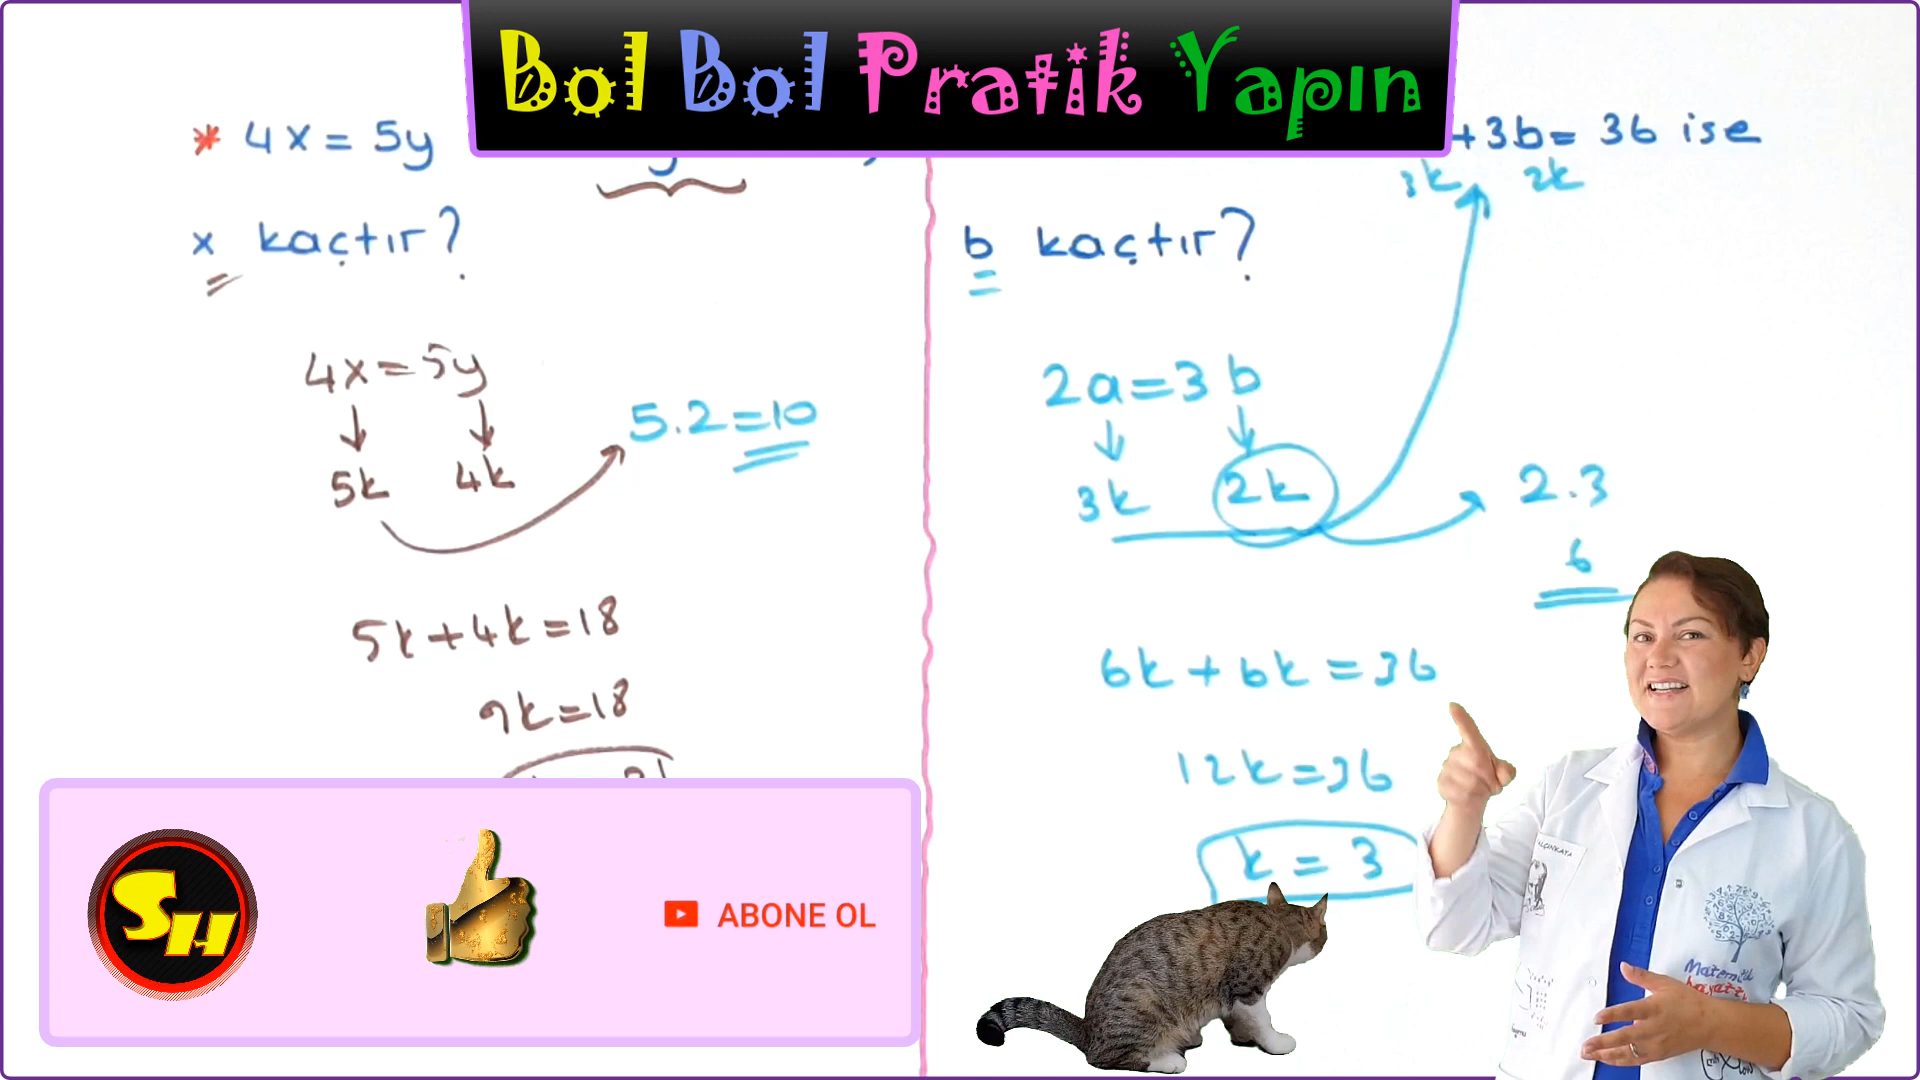 Bol Bol Pratik Yapın
* 4x = 5y
x kaçtır?
4x = 5y
5k 4k
5.2 = 10
5k + 4k = 18
9k = 18
+3b = 36 ise
3k 2k
b kaçtır?
2a = 3b
3k 2k
2.3
6
6k + 6k = 36
12k = 36
k = 3
SH
ABONE OL
ALÇINKAYA